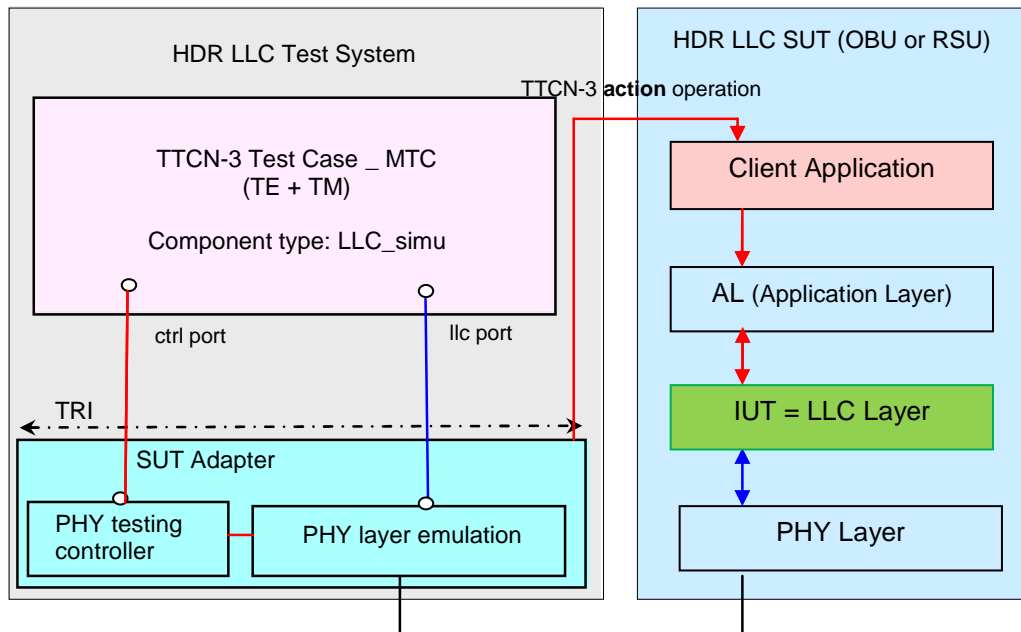 HDR LLC Test System
TTCN-3 Test Case _ MTC
(TE + TM)
Component type: LLC_simu
ctrl port
llc port
TRI
SUT Adapter
PHY testing
controller
PHY layer emulation
TTCN-3 action operation
HDR LLC SUT (OBU or RSU)
Client Application
AL (Application Layer)
IUT = LLC Layer
PHY Layer